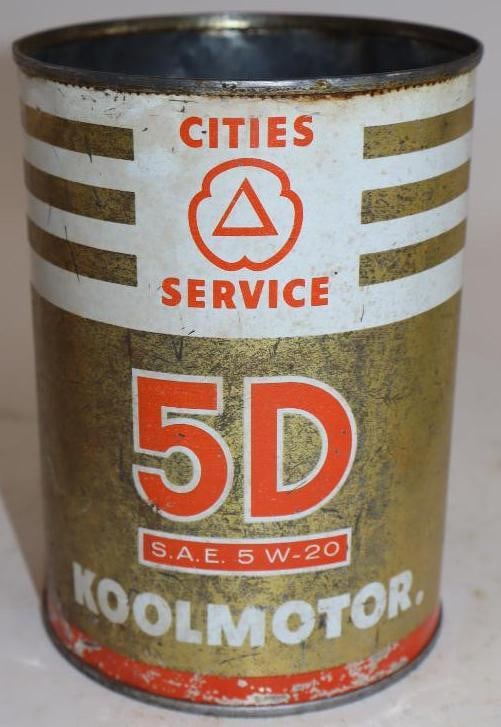 CITIES
SERVICE
5D
S.A.E. 5 W-20
KOOLMOTOR.